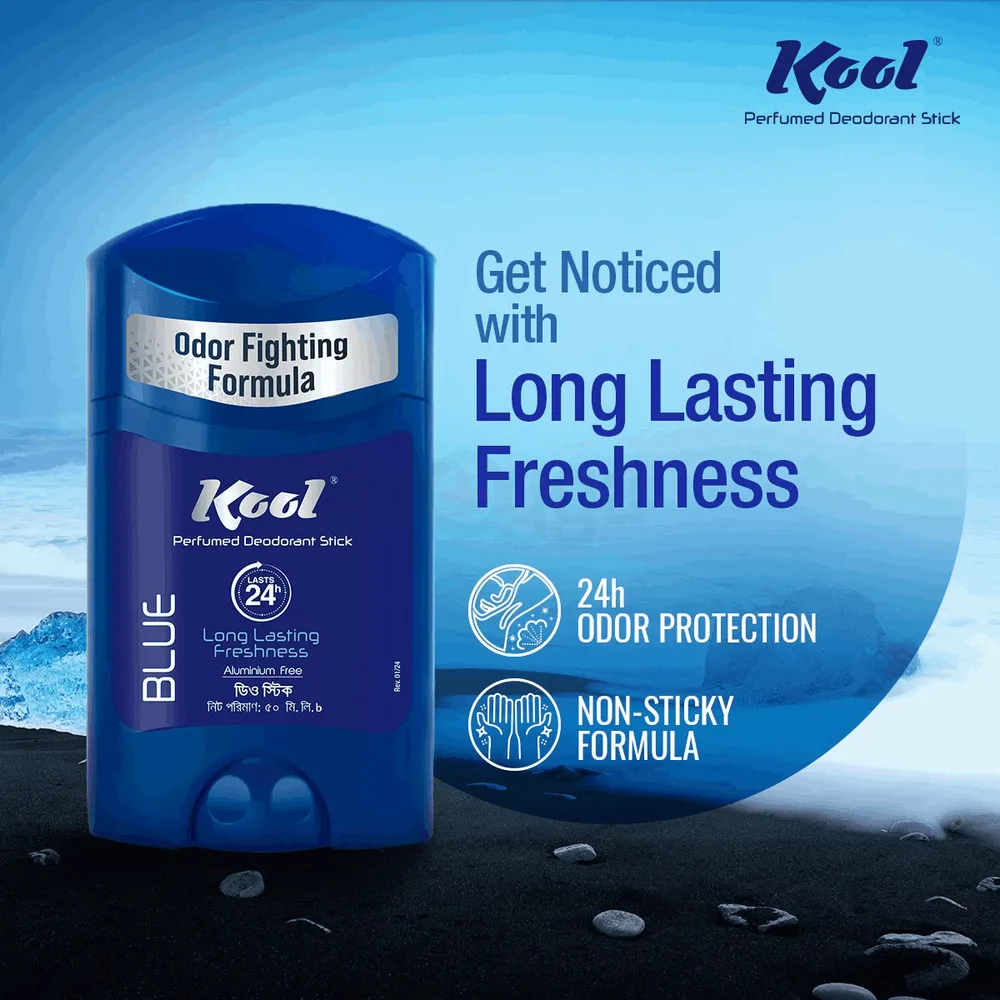 Kool®
Perfumed Deodorant Stick
Get Noticed
with
Long Lasting
Freshness
24h
ODOR PROTECTION
NON-STICKY
FORMULA
Odor Fighting
Formula
Kool®
Perfumed Deodorant Stick
LASTS
24h
Long Lasting
Freshness
Aluminium Free
ডিও স্টিক
নিট পরিমাণ: ৫০ মি. লি.
BLUE
Rev. 01/24